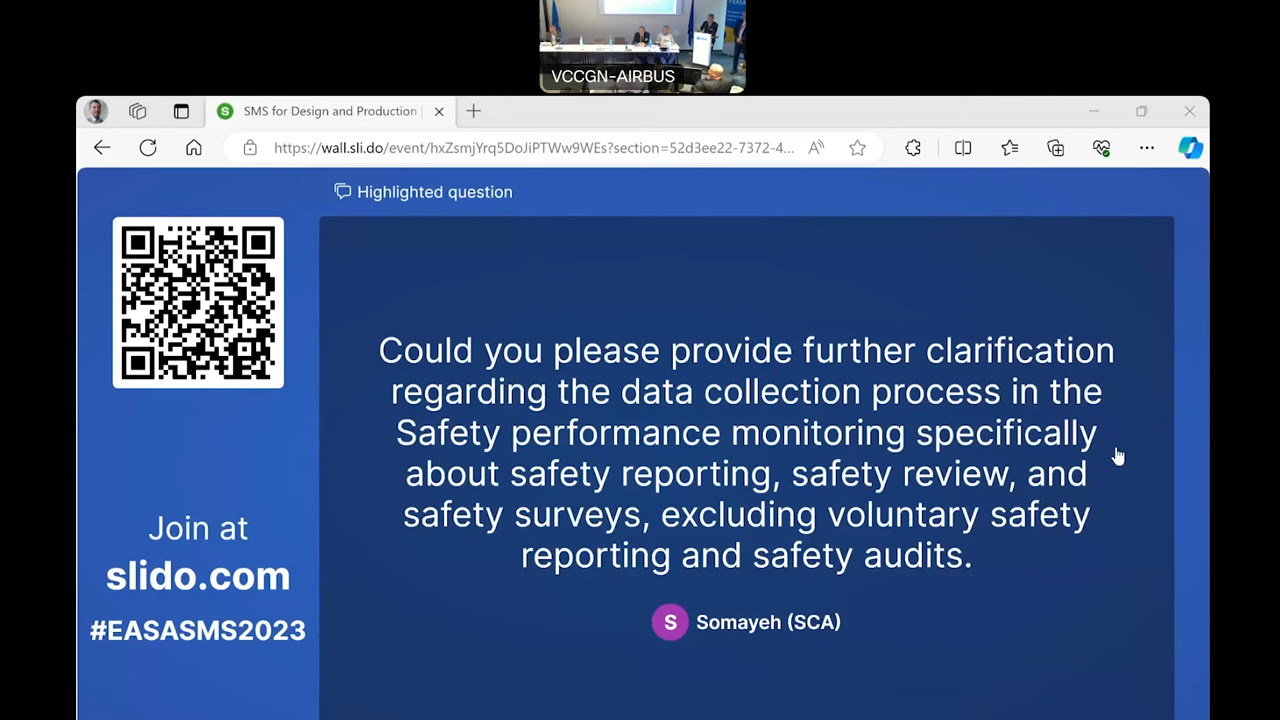 VCCGN-AIRBUS
SMS for Design and Production
https://wall.sli.do/event/hxZsmjYrq5DoJiPTWw9WEs?section=52d3ee22-7372-4...
Highlighted question
Could you please provide further clarification
regarding the data collection process in the
Safety performance monitoring specifically
about safety reporting, safety review, and
safety surveys, excluding voluntary safety
reporting and safety audits.
S Somayeh (SCA)
Join at
slido.com
#EASASMS2023